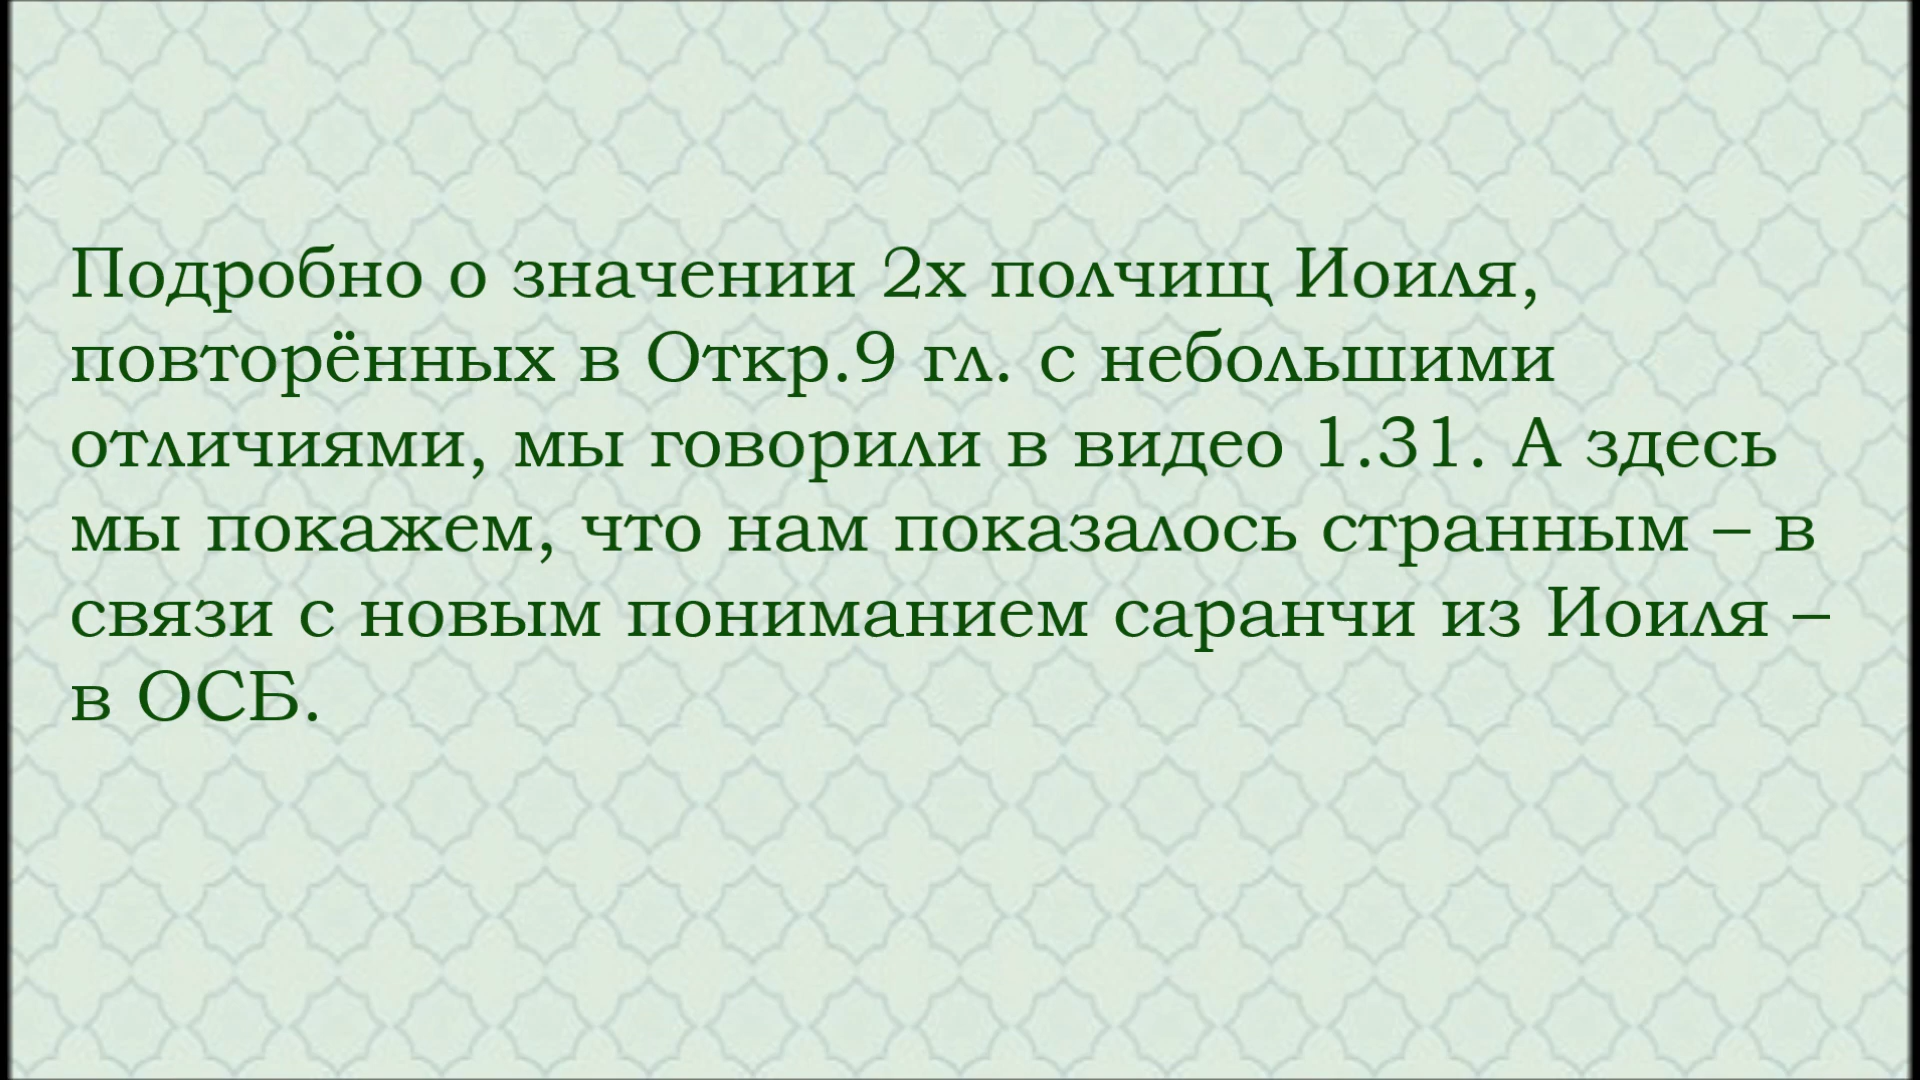 Подробно о значении 2х полчищ Иоиля,
повторённых в Откр.9 гл. с небольшими
отличиями, мы говорили в видео 1.31. А здесь
мы покажем, что нам показалось странным – в
связи с новым пониманием саранчи из Иоиля –
в ОСБ.